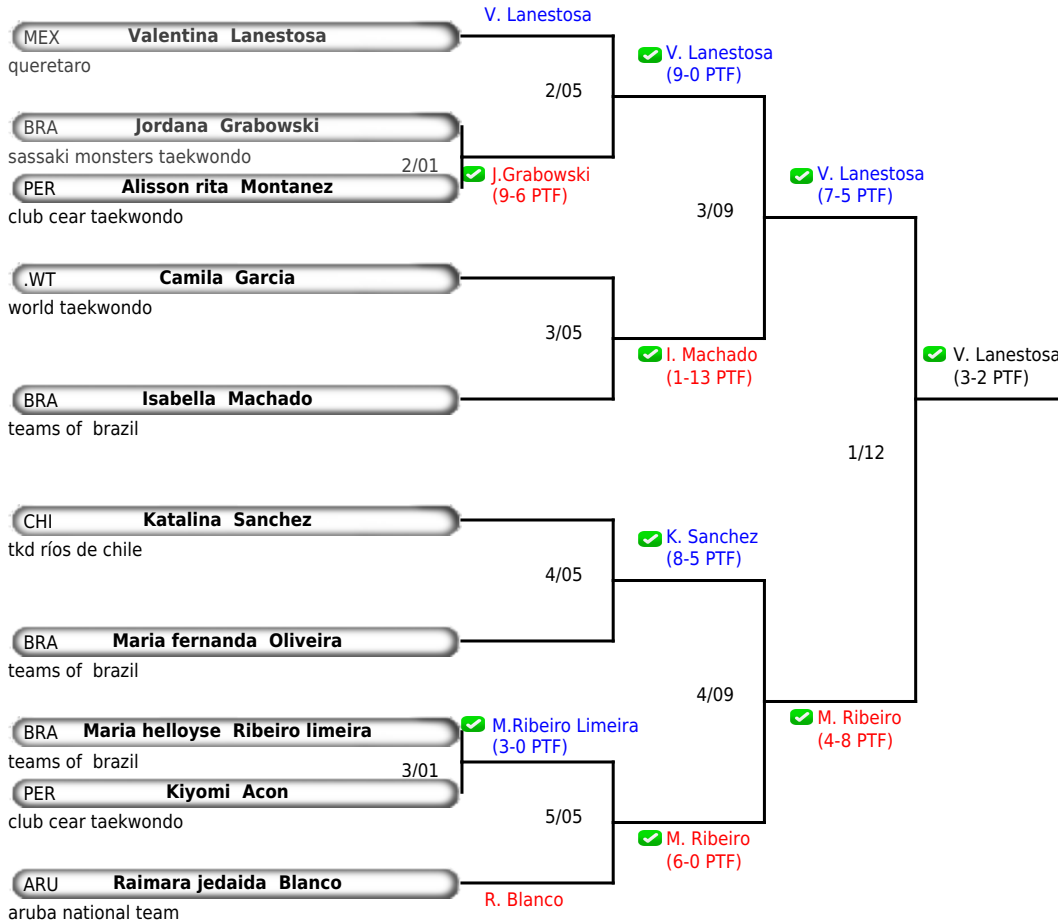 V. Lanestosa
MEX Valentina Lanestosa
queretaro
V. Lanestosa
(9-0 PTF)
2/05
BRA Jordana Grabowski
sassaki monsters taekwondo
2/01
J.Grabowski
(9-6 PTF)
PER Alisson rita Montanez
club cear taekwondo
V. Lanestosa
(7-5 PTF)
3/09
.WT Camila Garcia
world taekwondo
3/05
I. Machado
(1-13 PTF)
V. Lanestosa
(3-2 PTF)
BRA Isabella Machado
teams of brazil
1/12
CHI Katalina Sanchez
tkd ríos de chile
K. Sanchez
(8-5 PTF)
4/05
BRA Maria fernanda Oliveira
teams of brazil
4/09
M. Ribeiro
(4-8 PTF)
BRA Maria helloyse Ribeiro limeira
teams of brazil
3/01
M.Ribeiro Limeira
(3-0 PTF)
PER Kiyomi Acon
club cear taekwondo
5/05
M. Ribeiro
(6-0 PTF)
ARU Raimara jedaida Blanco
aruba national team
R. Blanco